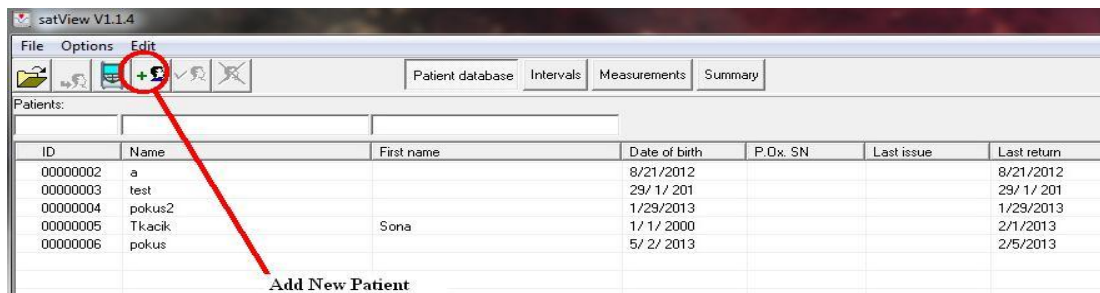 satView V1.1.4
File Options Edit
Patient database Intervals Measurements Summary
Patients:
ID Name First name Date of birth P.Ox. SN Last issue Last return
00000002 a 8/21/2012 8/21/2012
00000003 test 29/ 1/ 201 29/ 1/ 201
00000004 pokus2 1/29/2013 1/29/2013
00000005 Tkacik Sona 1/ 1/ 2000 2/1/2013
00000006 pokus 5/ 2/ 2013 2/5/2013
Add New Patient